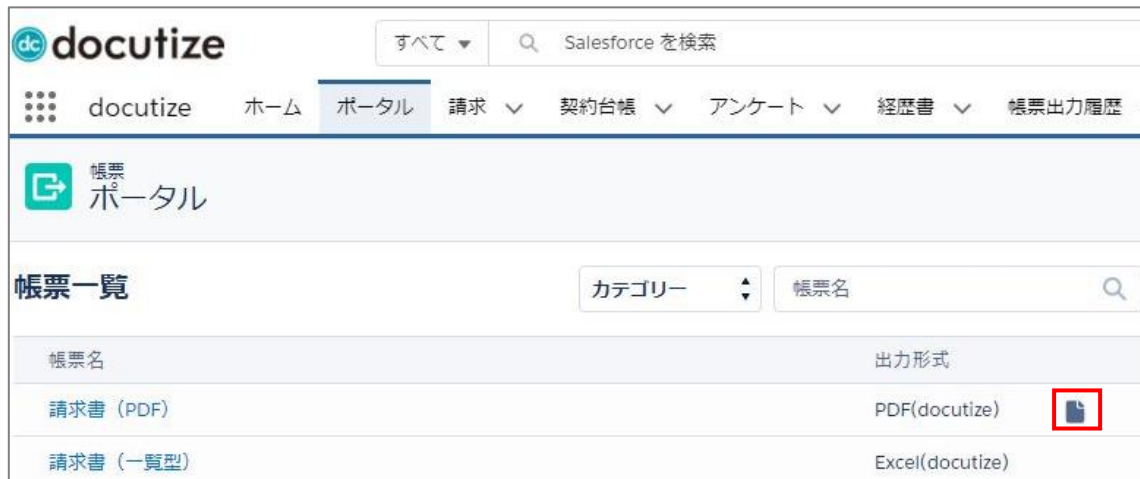 dc docutize すべて Salesforce を検索
docutize ホーム ポータル 請求 契約台帳 アンケート 経歴書 帳票出力履歴
帳票
ポータル
帳票一覧 カテゴリー 帳票名
帳票名 出力形式
請求書（PDF） PDF(docutize)
請求書（一覧型） Excel(docutize)